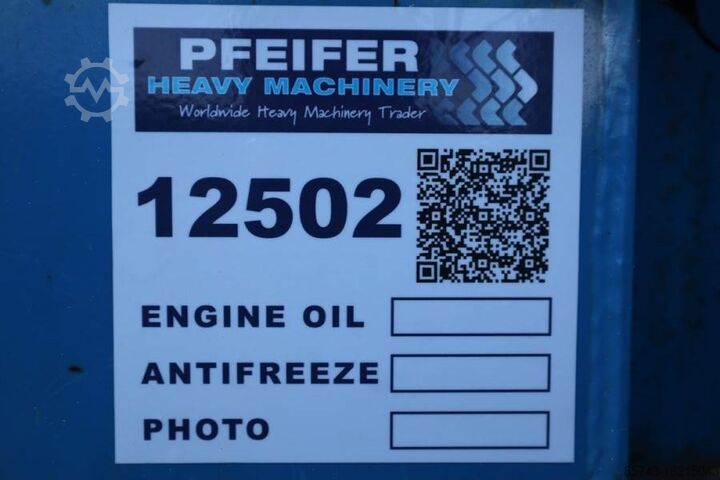 PFEIFER
HEAVY MACHINERY
Worldwide Heavy Machinery Trader
12502
ENGINE OIL
ANTIFREEZE
PHOTO